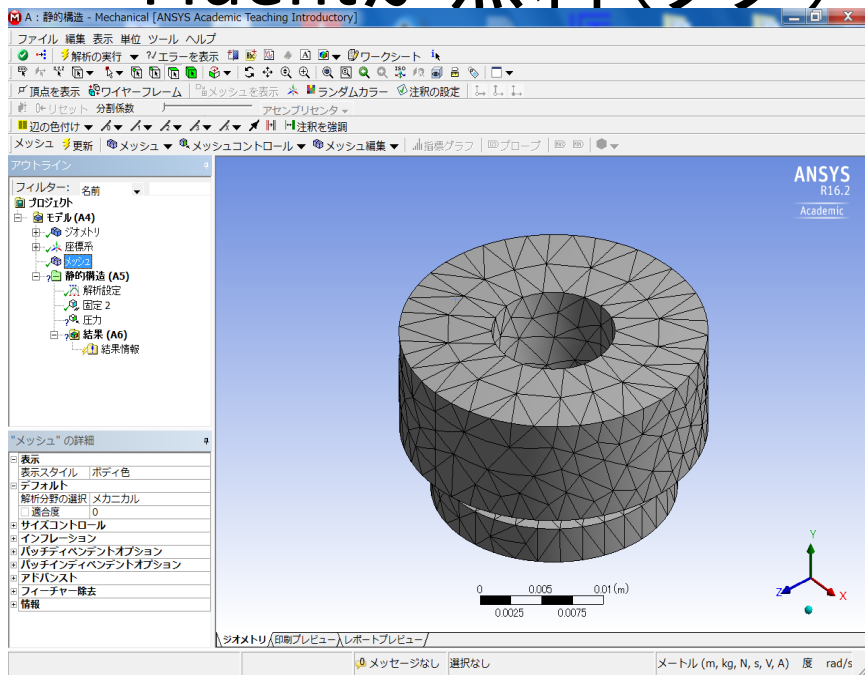 A : 静的構造 - Mechanical [ANSYS Academic Teaching Introductory]
ファイル 編集 表示 単位 ツール ヘルプ
解析の実行 エラーを表示 ワークシート
頂点を表示 ワイヤーフレーム メッシュを表示 ランダムカラー 注釈の設定
リセット 分割係数 アセンブリセンタ
辺の色付け 注釈を強調
メッシュ 更新 メッシュ メッシュコントロール メッシュ編集 指標グラフ プローブ
アウトライン
フィルター: 名前
プロジェクト
モデル (A4)
ジオメトリ
座標系
メッシュ
静的構造 (A5)
解析設定
固定 2
圧力
結果 (A6)
結果情報
ANSYS
R16.2
Academic
"メッシュ" の詳細
表示
表示スタイル ボディ色
デフォルト
解析分野の選択 メカニカル
適合度 0
サイズコントロール
インフレーション
パッチディペンデントオプション
パッチインディペンデントオプション
アドバンスト
フィーチャー除去
情報
0 0.005 0.01 (m)
0.0025 0.0075
Y
Z X
ジオメトリ 印刷プレビュー レポートプレビュー
メッセージなし 選択なし メートル (m, kg, N, s, V, A) 度 rad/s